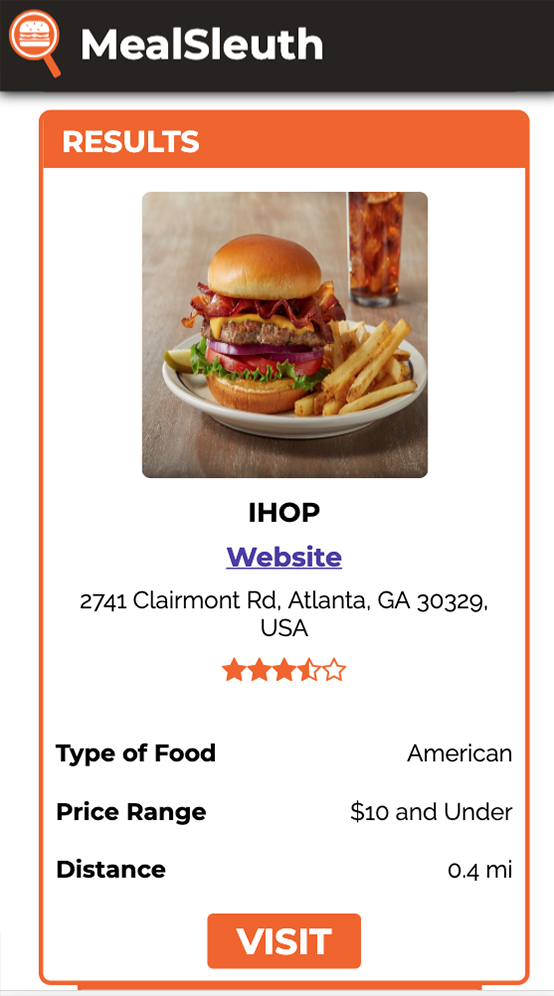 MealSleuth
RESULTS
IHOP
Website
2741 Clairmont Rd, Atlanta, GA 30329,
USA
Type of Food American
Price Range $10 and Under
Distance 0.4 mi
VISIT